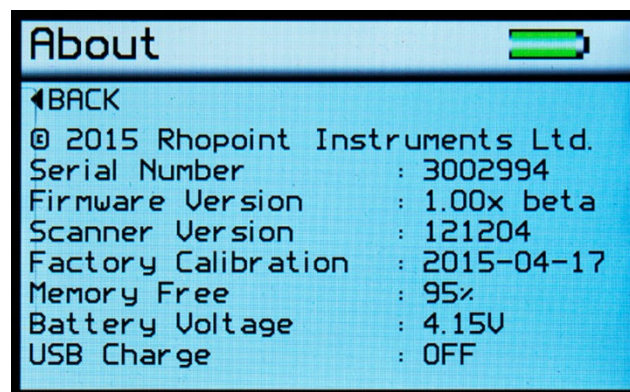 About
BACK
© 2015 Rhopoint Instruments Ltd.
Serial Number : 3002994
Firmware Version : 1.00x beta
Scanner Version : 121204
Factory Calibration : 2015-04-17
Memory Free : 95%
Battery Voltage : 4.15V
USB Charge : OFF